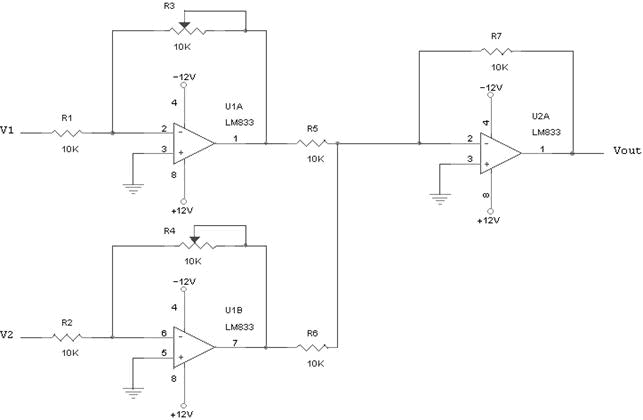 R3
10K
−12V
4
U1A
LM833
R1
V1
10K
2
−
3
+
1
8
+12V
R5
10K
R7
10K
−12V
4
U2A
LM833
2
−
3
+
1
Vout
8
+12V
R4
10K
−12V
4
U1B
LM833
R2
V2
10K
6
−
5
+
7
8
+12V
R6
10K